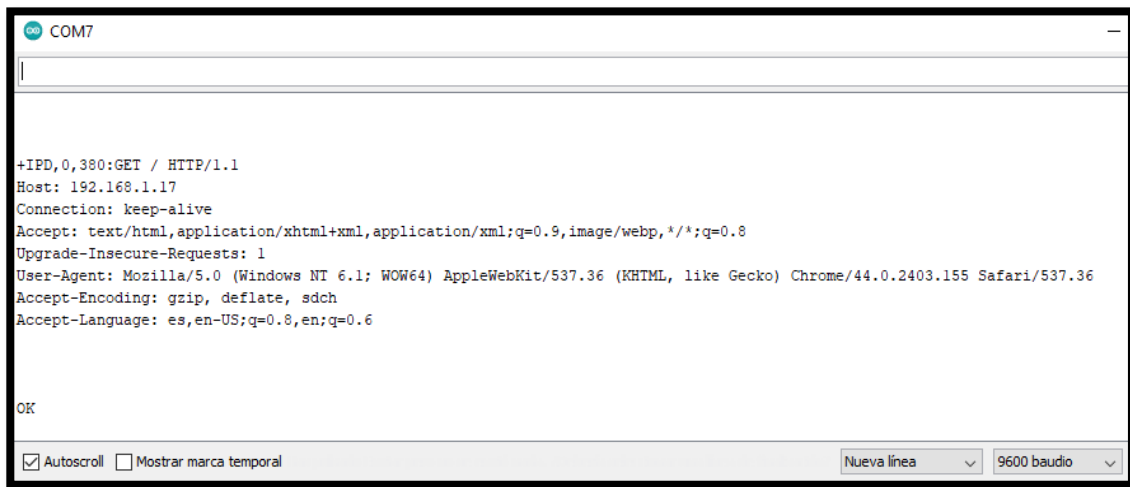 COM7
+IPD,0,380:GET / HTTP/1.1
Host: 192.168.1.17
Connection: keep-alive
Accept: text/html,application/xhtml+xml,application/xml;q=0.9,image/webp,*/*;q=0.8
Upgrade-Insecure-Requests: 1
User-Agent: Mozilla/5.0 (Windows NT 6.1; WOW64) AppleWebKit/537.36 (KHTML, like Gecko) Chrome/44.0.2403.155 Safari/537.36
Accept-Encoding: gzip, deflate, sdch
Accept-Language: es,en-US;q=0.8,en;q=0.6
OK
Autoscroll Mostrar marca temporal Nueva línea 9600 baudio